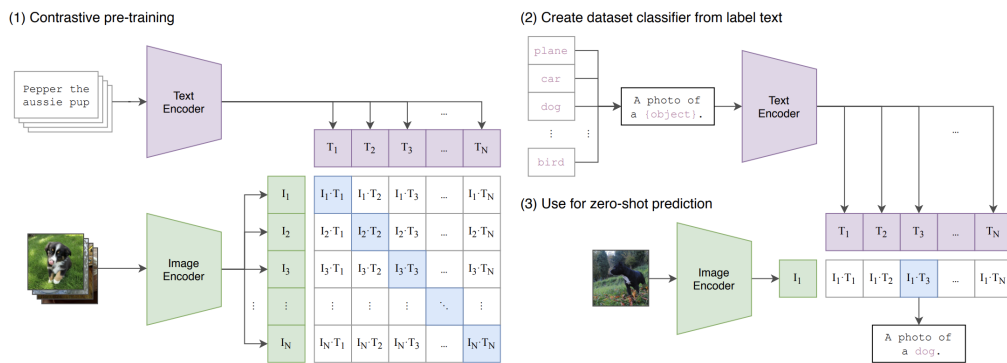 (1) Contrastive pre-training
Pepper the
aussie pup
Text
Encoder
...
T1 T2 T3 ... TN
Image
Encoder
I1 I1·T1 I1·T2 I1·T3 ... I1·TN
I2 I2·T1 I2·T2 I2·T3 ... I2·TN
I3 I3·T1 I3·T2 I3·T3 ... I3·TN
⋮ ⋮ ⋮ ⋮ ⋱ ⋮
IN IN·T1 IN·T2 IN·T3 ... IN·TN
(2) Create dataset classifier from label text
plane
car
dog
⋮ ⋮
bird
A photo of
a {object}.
Text
Encoder
...
(3) Use for zero-shot prediction
T1 T2 T3 ... TN
Image
Encoder
I1 I1·T1 I1·T2 I1·T3 ... I1·TN
A photo of
a dog.